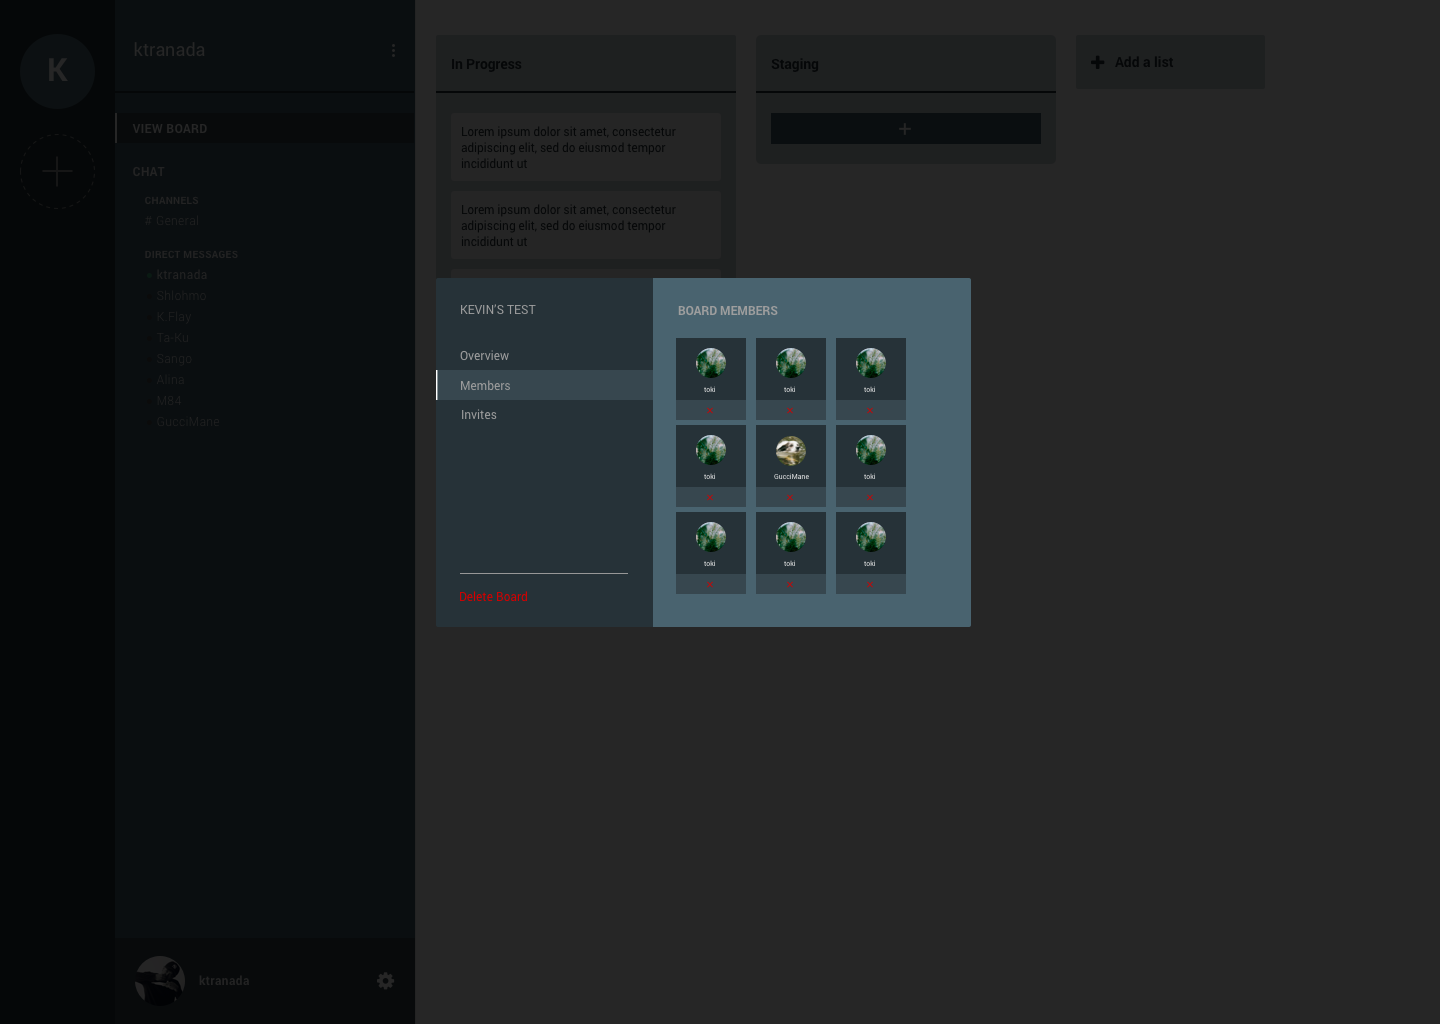 K
ktranada
VIEW BOARD
CHAT
CHANNELS
# General
DIRECT MESSAGES
ktranada
Shlohmo
K.Flay
Ta-Ku
Sango
Alina
M84
GucciMane
ktranada
In Progress
Lorem ipsum dolor sit amet, consectetur
adipiscing elit, sed do eiusmod tempor
incididunt ut
Lorem ipsum dolor sit amet, consectetur
adipiscing elit, sed do eiusmod tempor
incididunt ut
Staging
Add a list
KEVIN'S TEST
Overview
Members
Invites
Delete Board
BOARD MEMBERS
toki
toki
toki
toki
GucciMane
toki
toki
toki
toki